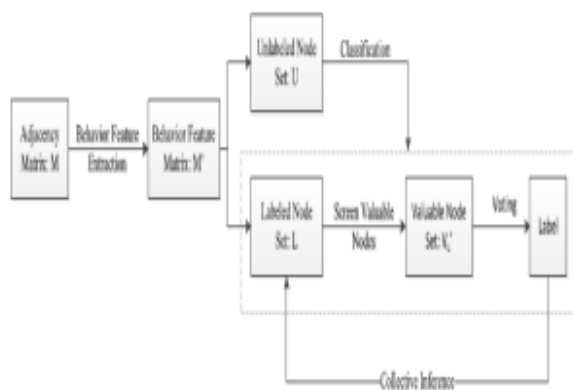 Unlabeled Node
Set: U
Classification
Adjacency
Matrix: M
Behavior Feature
Extraction
Behavior Feature
Matrix: M'
Labeled Node
Set: L
Screen Valuable
Nodes
Valuable Node
Set:
Voting
Label
Collective Inference